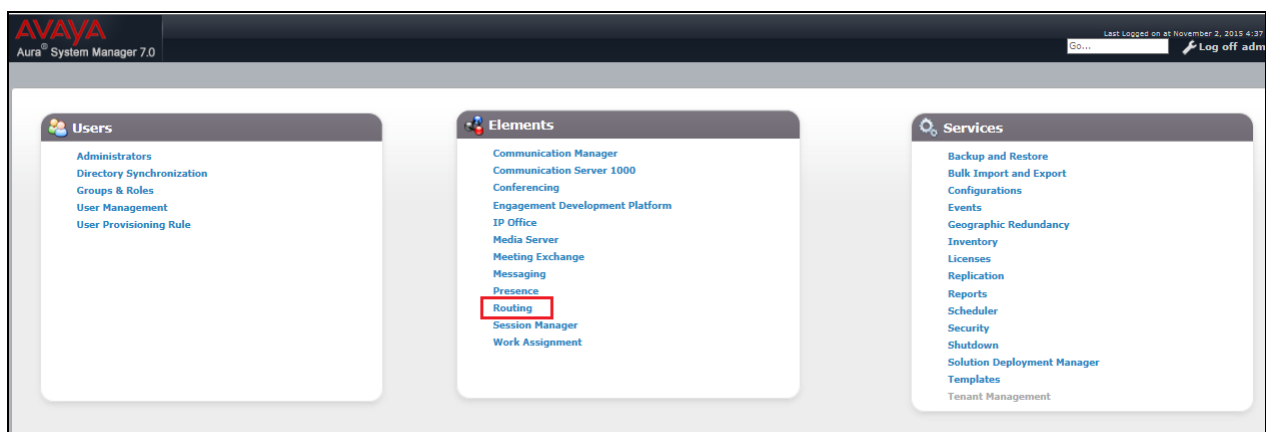 AVAYA
Aura® System Manager 7.0
Last Logged on at November 2, 2015 4:37
Go...
Log off adm
Users
Administrators
Directory Synchronization
Groups & Roles
User Management
User Provisioning Rule
Elements
Communication Manager
Communication Server 1000
Conferencing
Engagement Development Platform
IP Office
Media Server
Meeting Exchange
Messaging
Presence
Routing
Session Manager
Work Assignment
Services
Backup and Restore
Bulk Import and Export
Configurations
Events
Geographic Redundancy
Inventory
Licenses
Replication
Reports
Scheduler
Security
Shutdown
Solution Deployment Manager
Templates
Tenant Management